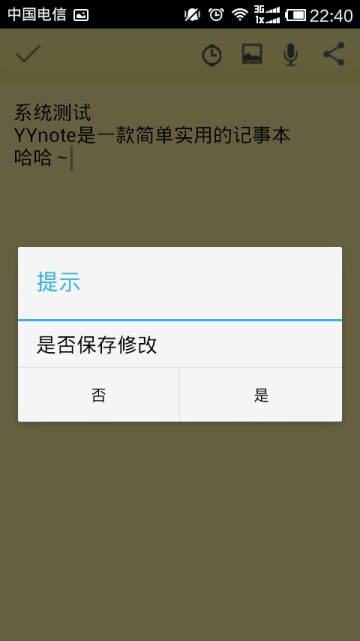 中国电信 3G 1X 22:40
系统测试
YYnote是一款简单实用的记事本
哈哈~
提示
是否保存修改
否 是